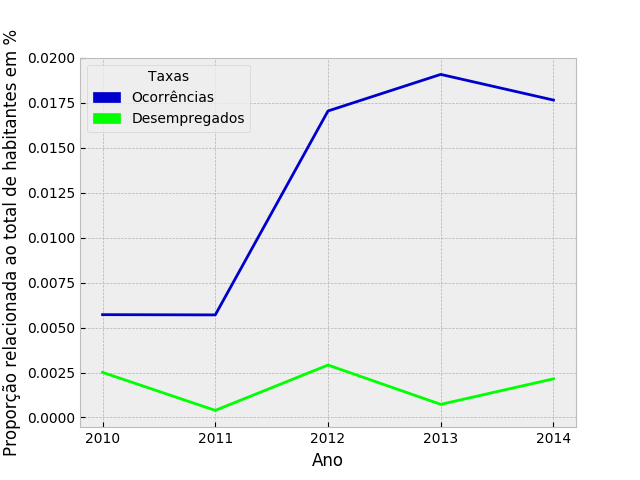 Proporção relacionada ao total de habitantes em %
0.0200
0.0175
0.0150
0.0125
0.0100
0.0075
0.0050
0.0025
0.0000
Taxas
Ocorrências
Desempregados
2010 2011 2012 2013 2014
Ano